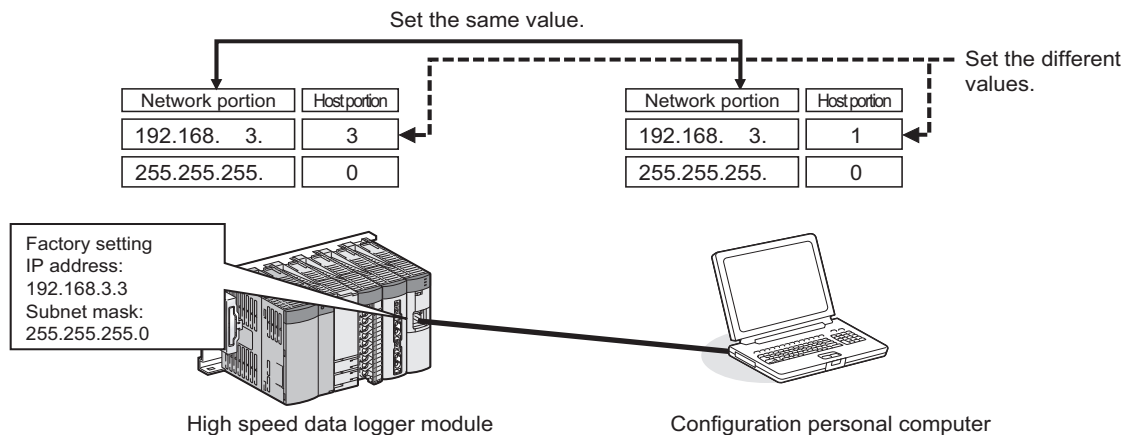 Set the same value.
Set the different
values.
Network portion Host portion
192.168. 3. 3
255.255.255. 0
Network portion Host portion
192.168. 3. 1
255.255.255. 0
Factory setting
IP address:
192.168.3.3
Subnet mask:
255.255.255.0
High speed data logger module
Configuration personal computer